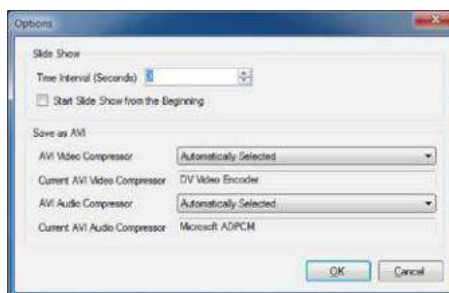 Options
Slide Show
Time Interval (Seconds)
Start Slide Show from the Beginning
Save as AVI
AVI Video Compressor Automatically Selected
Current AVI Video Compressor DV Video Encoder
AVI Audio Compressor Automatically Selected
Current AVI Audio Compressor Microsoft ADPCM
OK Cancel